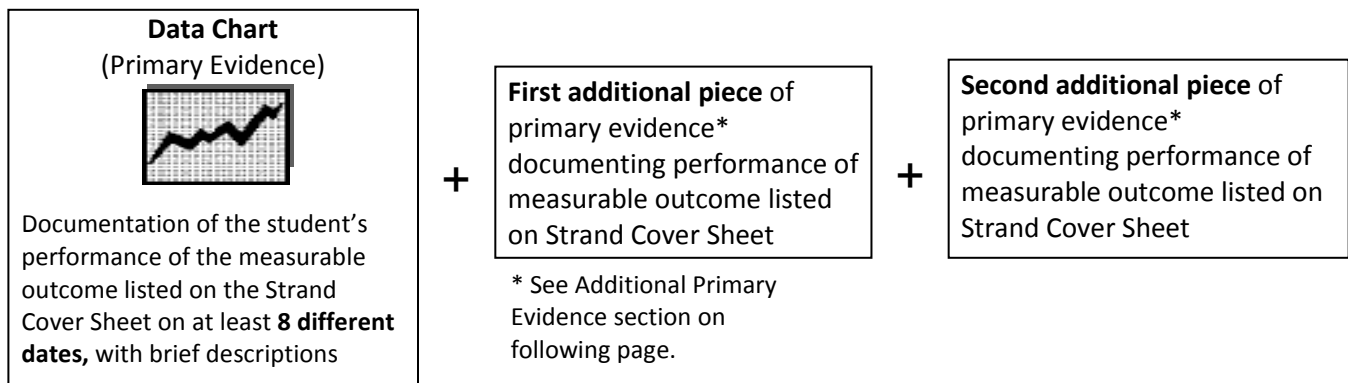 Data Chart
(Primary Evidence)
Documentation of the student’s
performance of the measurable
outcome listed on the Strand
Cover Sheet on at least 8 different
dates, with brief descriptions
+
First additional piece of
primary evidence*
documenting performance of
measurable outcome listed
on Strand Cover Sheet
* See Additional Primary
Evidence section on
following page.
+
Second additional piece of
primary evidence*
documenting performance of
measurable outcome listed on
Strand Cover Sheet